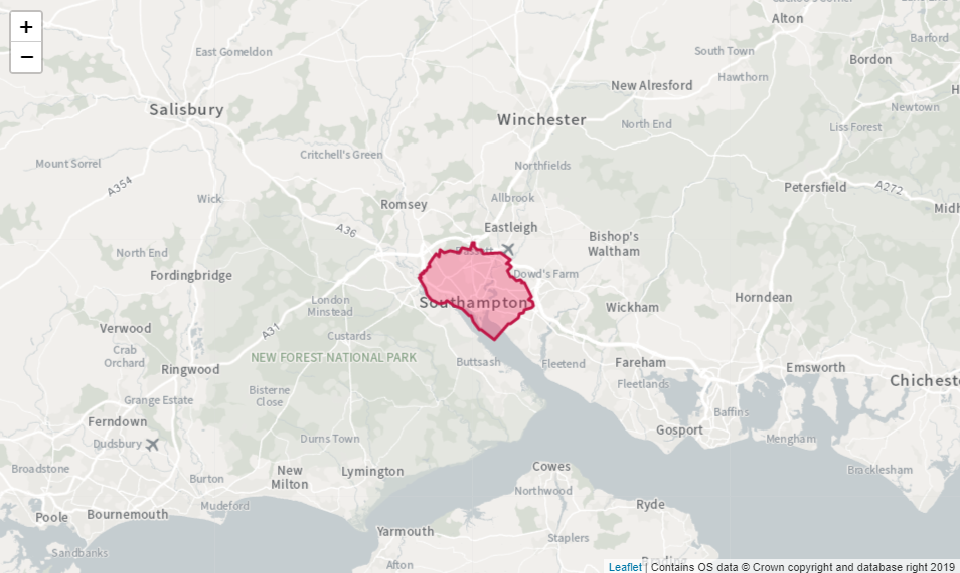 +
−
Alton
East Gomeldon
South Town
Barford
Bordon
Hawthorn
New Alresford
Salisbury
Newtown
Winchester
North End
Liss Forest
Critchell's Green
Mount Sorrel
Northfields
A354
Petersfield
A272
Wick
Allbrook
Romsey
Midh
Eastleigh
A36
Bishop's
Waltham
Bassett
North End
Fordingbridge
Dowd's Farm
London
Minstead
Southampton
Horndean
Wickham
Verwood
A31
Custards
Crab
Orchard
NEW FOREST NATIONAL PARK
Buttsash
Fleetend
Fareham
Emsworth
Ringwood
Chicheste
Fleetlands
Bisterne
Close
Grange Estate
Baffins
Ferndown
Gosport
Dudsbury
Durns Town
Mengham
Broadstone
New
Milton
Lymington
Cowes
Bracklesham
Burton
Northwood
Mudeford
Ryde
Poole
Bournemouth
Yarmouth
Staplers
Sandbanks
Afton
Leaflet | Contains OS data © Crown copyright and database right 2019